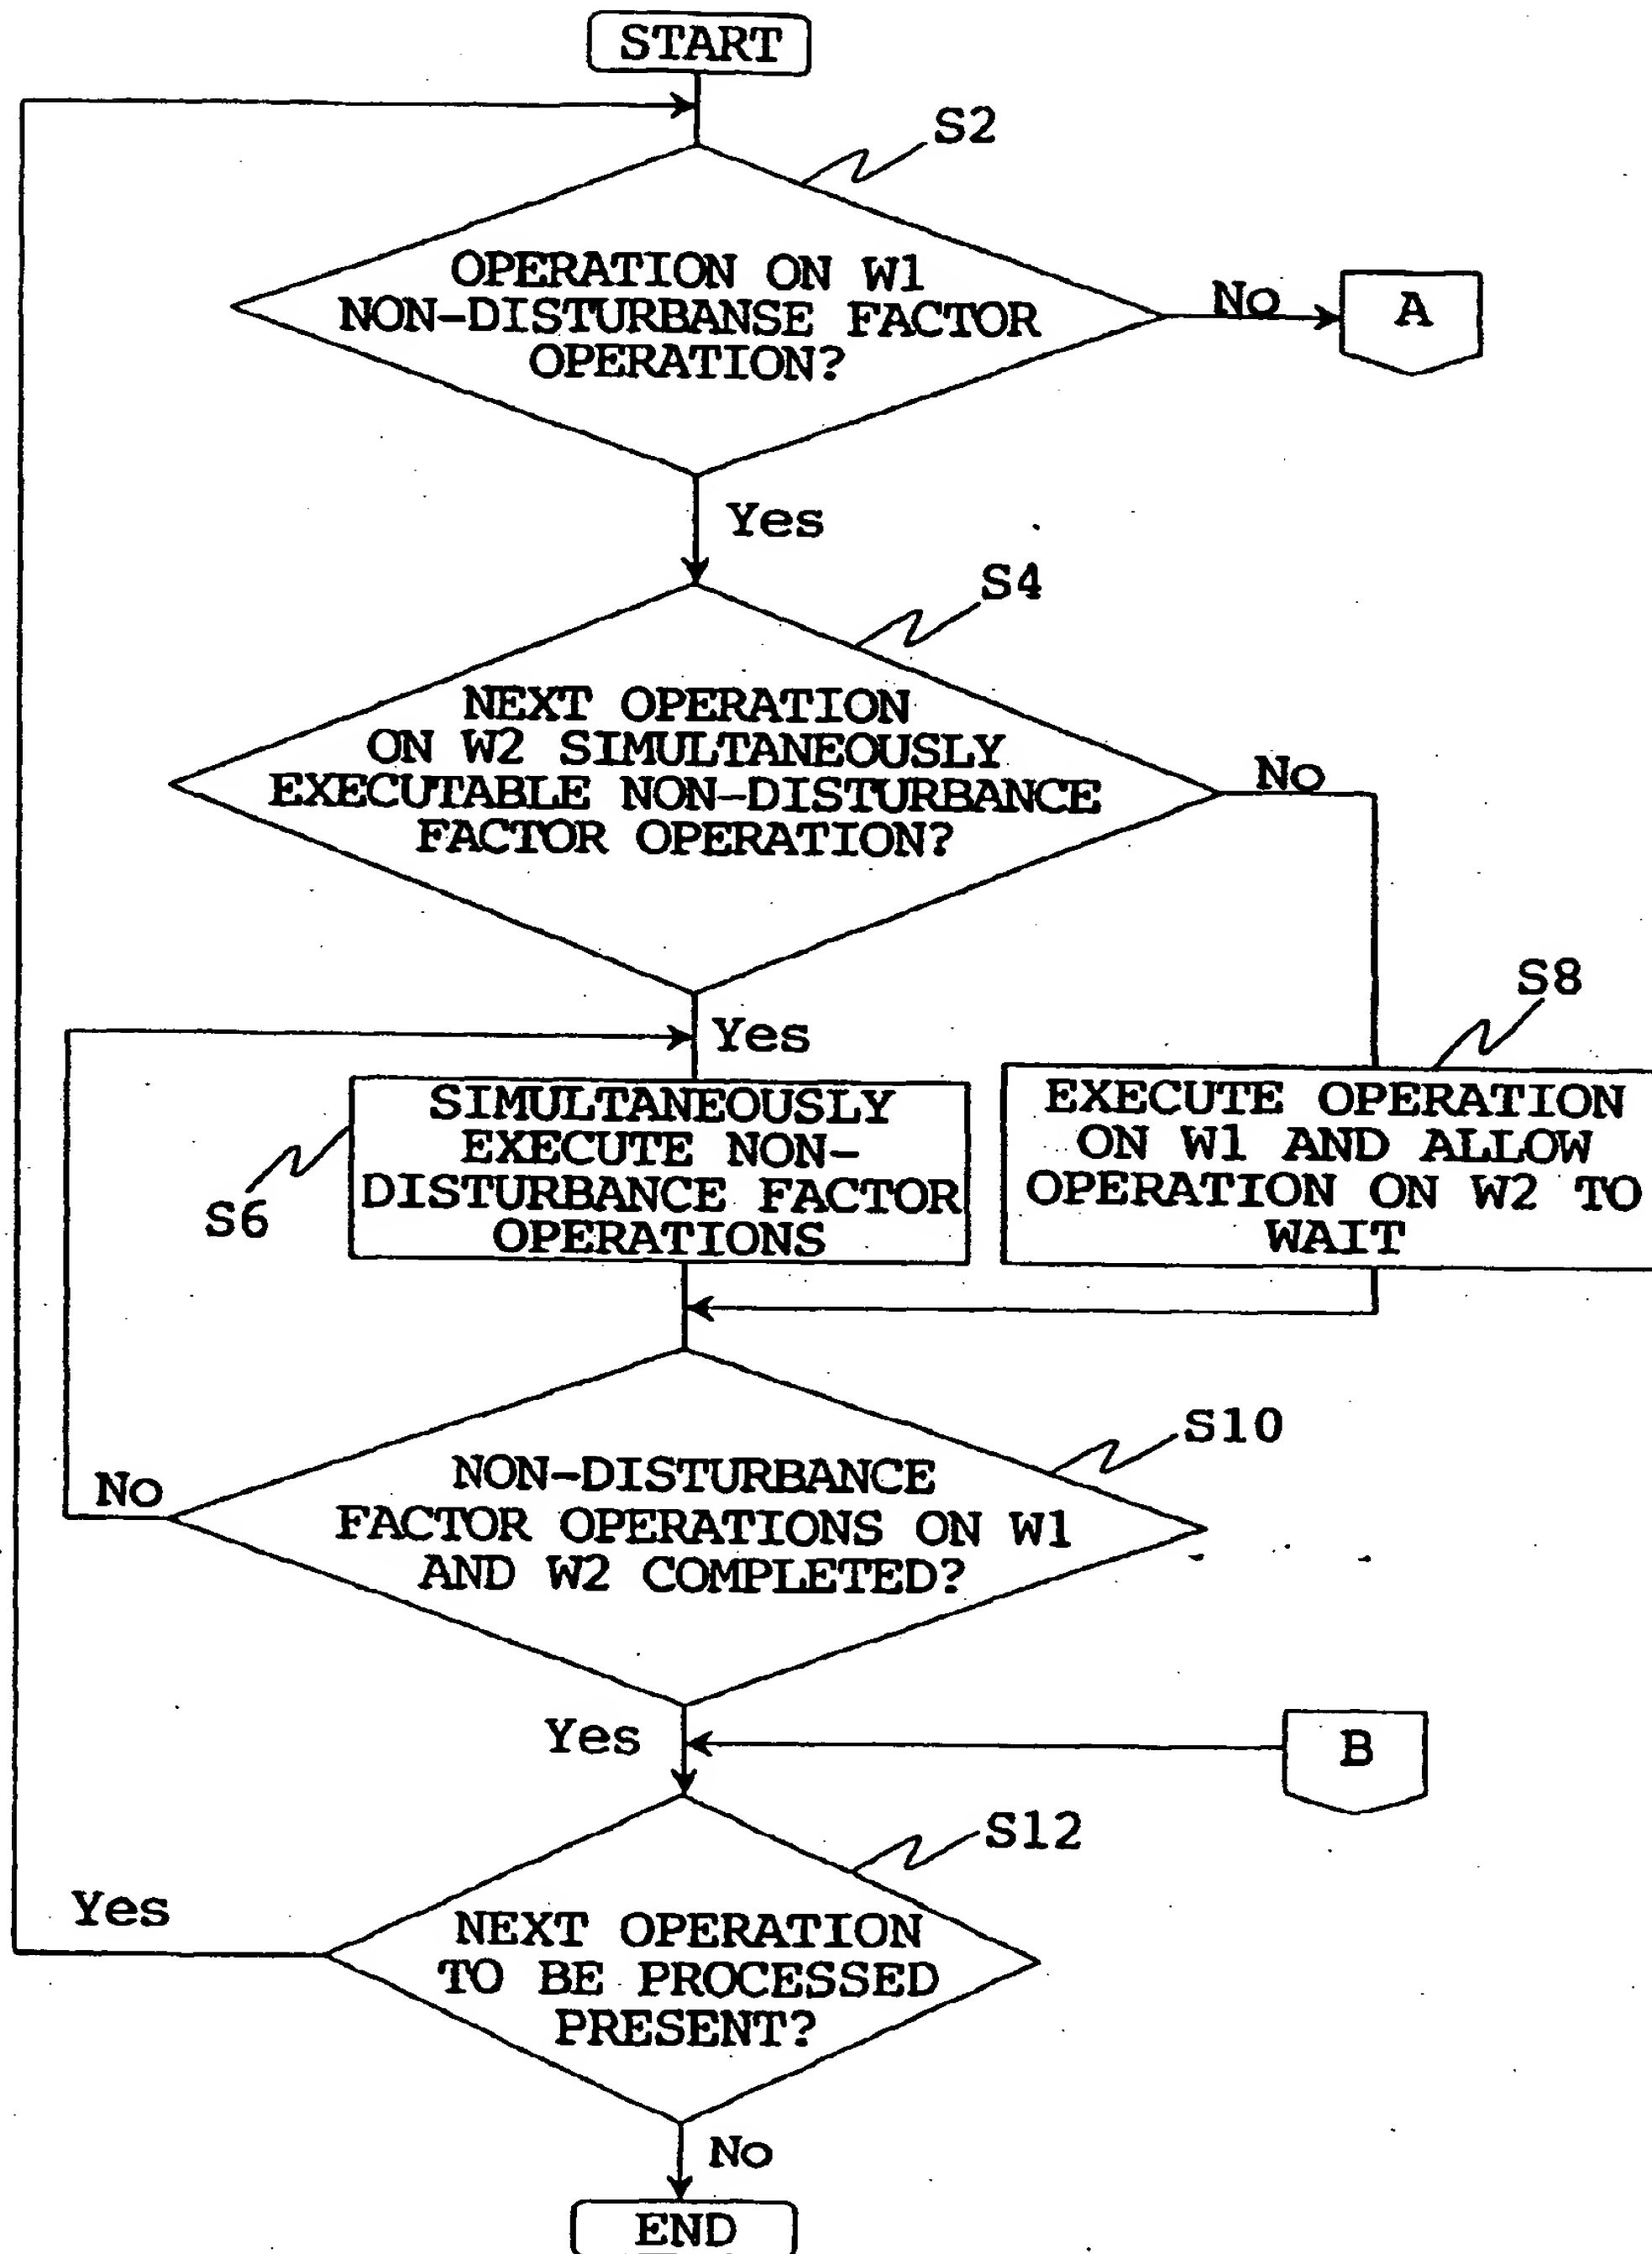 START
S2
OPERATION ON W1
NON-DISTURBANSE FACTOR
OPERATION?
No
A
Yes
S4
NEXT OPERATION
ON W2 SIMULTANEOUSLY
EXECUTABLE NON-DISTURBANCE
FACTOR OPERATION?
No
Yes
S8
SIMULTANEOUSLY
EXECUTE NON-
DISTURBANCE FACTOR
OPERATIONS
S6
EXECUTE OPERATION
ON W1 AND ALLOW
OPERATION ON W2 TO
WAIT
S10
NON-DISTURBANCE
FACTOR OPERATIONS ON W1
AND W2 COMPLETED?
No
Yes
B
S12
Yes
NEXT OPERATION
TO BE PROCESSED
PRESENT?
No
END